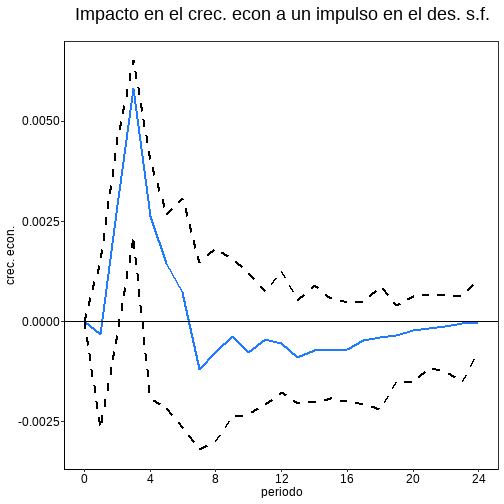 Impacto en el crec. econ a un impulso en el des. s.f.
crec. econ.
0.0050
0.0025
0.0000
-0.0025
0 4 8 12 16 20 24
periodo